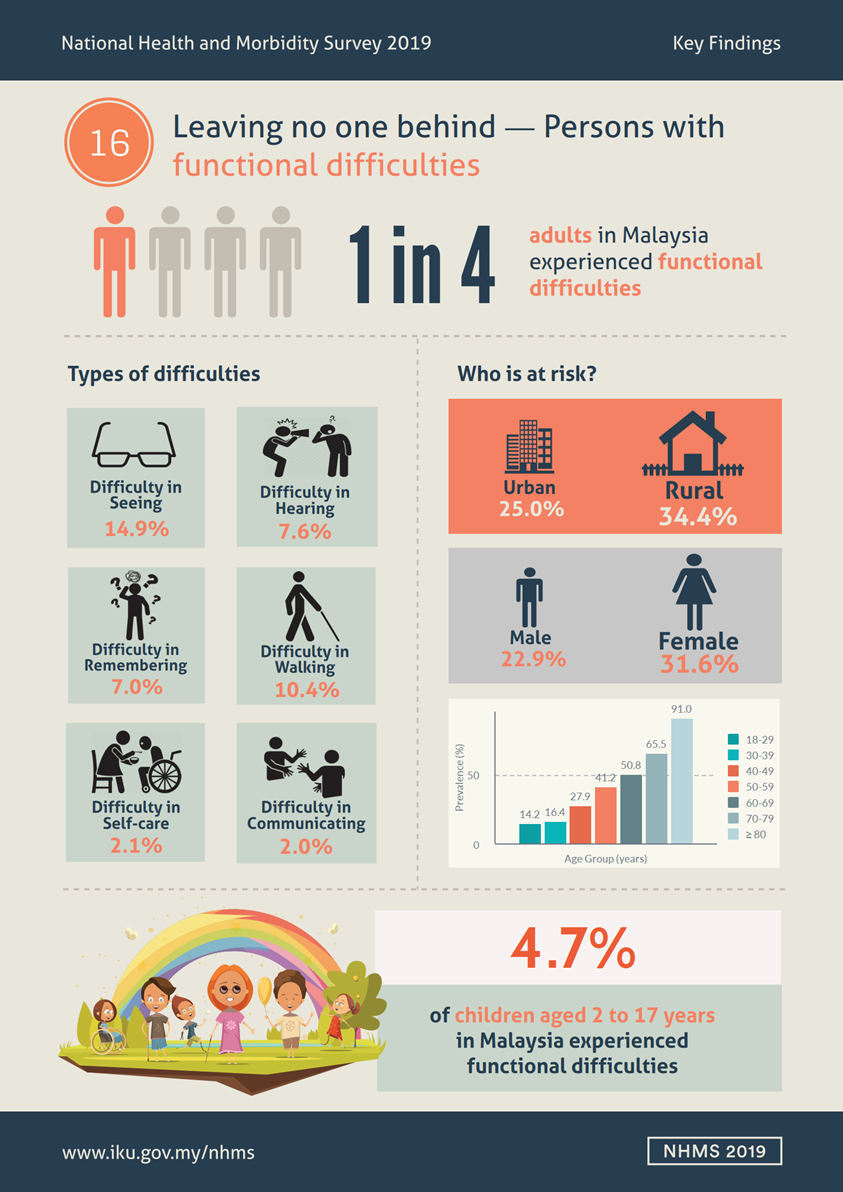 National Health and Morbidity Survey 2019
Key Findings
16
Leaving no one behind — Persons with
functional difficulties
1 in 4
adults in Malaysia
experienced functional
difficulties
Types of difficulties
Difficulty in
Seeing
14.9%
Difficulty in
Hearing
7.6%
Difficulty in
Remembering
7.0%
Difficulty in
Walking
10.4%
Difficulty in
Self-care
2.1%
Difficulty in
Communicating
2.0%
Who is at risk?
Urban
25.0%
Rural
34.4%
Male
22.9%
Female
31.6%
Prevalence (%)
50
0
14.2
16.4
27.9
41.2
50.8
65.5
91.0
Age Group (years)
18-29
30-39
40-49
50-59
60-69
70-79
≥ 80
4.7%
of children aged 2 to 17 years
in Malaysia experienced
functional difficulties
www.iku.gov.my/nhms
NHMS 2019